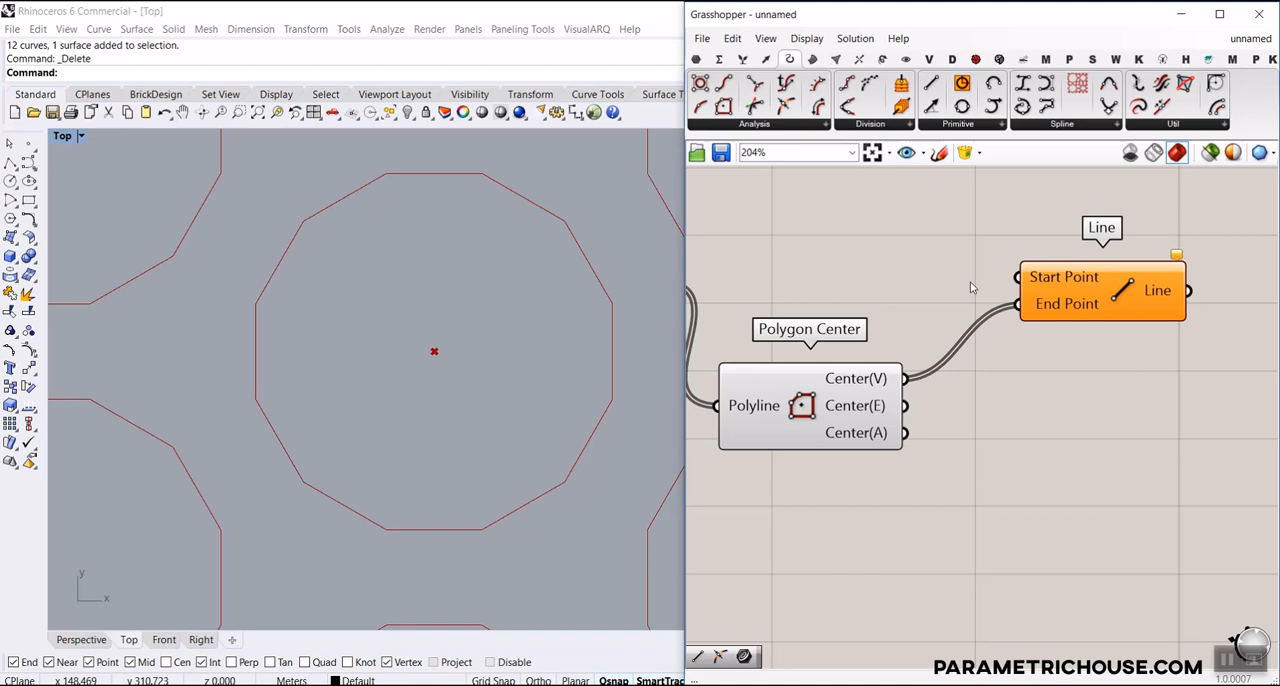 Rhinoceros 6 Commercial - [Top]
File Edit View Curve Surface Solid Mesh Dimension Transform Tools Analyze Render Panels Paneling Tools VisualARQ Help
12 curves, 1 surface added to selection.
Command: _Delete
Command:
Standard CPlanes BrickDesign Set View Display Select Viewport Layout Visibility Transform Curve Tools Surface T
Top
y
x
Perspective Top Front Right
End Near Point Mid Cen Int Perp Tan Quad Knot Vertex Project Disable
CPlane x 148.469 y 310.723 z 0.000 Meters Default Grid Snap Ortho Planar Osnap SmartTrac
Grasshopper - unnamed
File Edit View Display Solution Help unnamed
V D M P S W K H M P K
Analysis Division Primitive Spline Util
204%
Line
Start Point
End Point
Line
Polygon Center
Polyline
Center(V)
Center(E)
Center(A)
PARAMETRICHOUSE.COM
1.0.0007